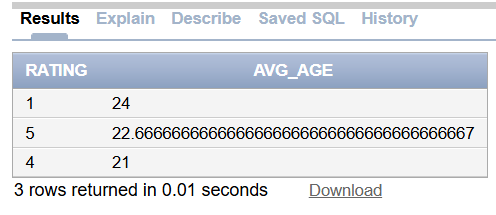 Results Explain Describe Saved SQL History
RATING AVG_AGE
1 24
5 22.6666666666666666666666666666666666667
4 21
3 rows returned in 0.01 seconds Download